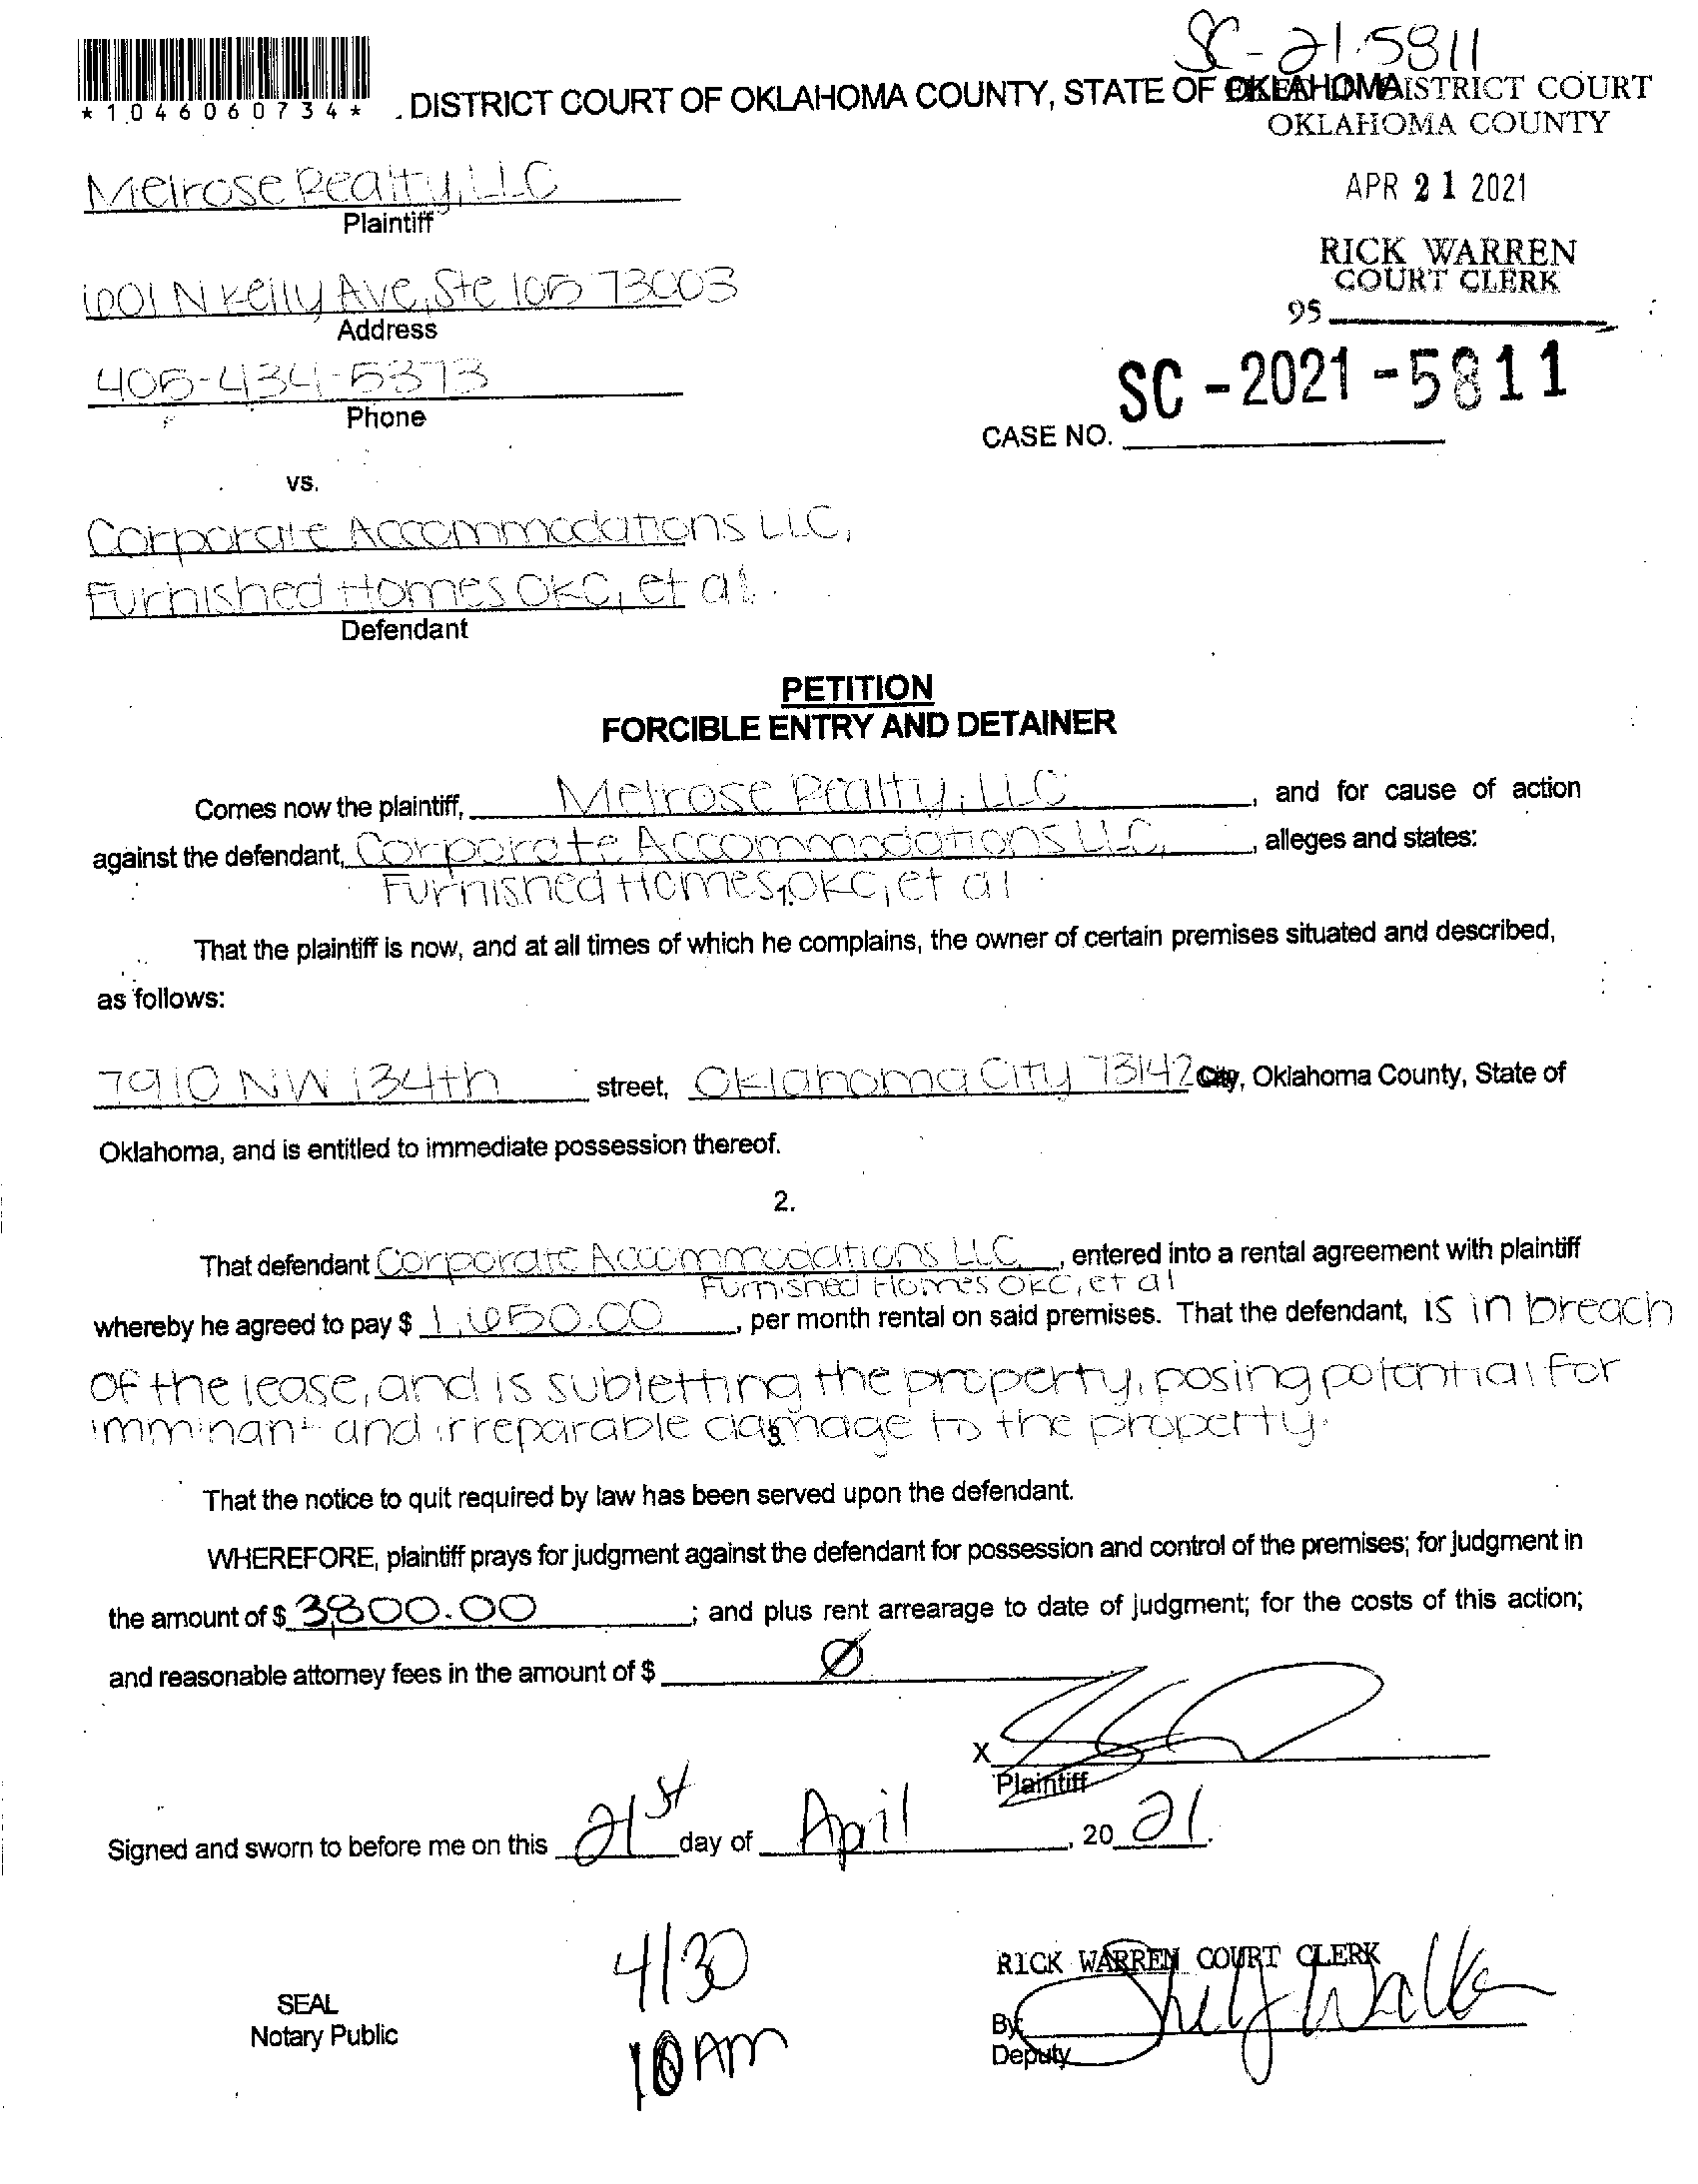 SC-21-5811
*1046060734*
DISTRICT COURT OF OKLAHOMA COUNTY, STATE OF OKLAHOMA
DISTRICT COURT
OKLAHOMA COUNTY
Melrose Realty, LLC
Plaintiff
APR 21 2021
1601 N Kelly Ave, Ste 105 73003
Address
RICK WARREN
COURT CLERK
95
405-434-5373
Phone
SC-2021-5811
CASE NO.
vs.
Corporate Accommodations LLC,
Furnished Homes OKC, et al.
Defendant
PETITION
FORCIBLE ENTRY AND DETAINER
Comes now the plaintiff, Melrose Realty, LLC, and for cause of action
against the defendant, Corporate Accommodations LLC, , alleges and states:
Furnished Homes OKC, et al
1.
That the plaintiff is now, and at all times of which he complains, the owner of certain premises situated and described,
as follows:
7910 NW 134th street, Oklahoma City 73142 City, Oklahoma County, State of
Oklahoma, and is entitled to immediate possession thereof.
2.
That defendant Corporate Accommodations LLC, entered into a rental agreement with plaintiff
Furnished Homes OKC, et al
whereby he agreed to pay $ 1,650.00, per month rental on said premises. That the defendant, is in breach
of the lease, and is subletting the property, posing potential for
imminant and irreparable damage to the property.
3.
That the notice to quit required by law has been served upon the defendant.
WHEREFORE, plaintiff prays for judgment against the defendant for possession and control of the premises; for judgment in
the amount of $ 3,800.00; and plus rent arrearage to date of judgment; for the costs of this action;
and reasonable attorney fees in the amount of $ Ø
X
Plaintiff
Signed and sworn to before me on this 21st day of April, 20 21.
4/30
10 AM
SEAL
Notary Public
RICK WARREN COURT CLERK
By
Deputy